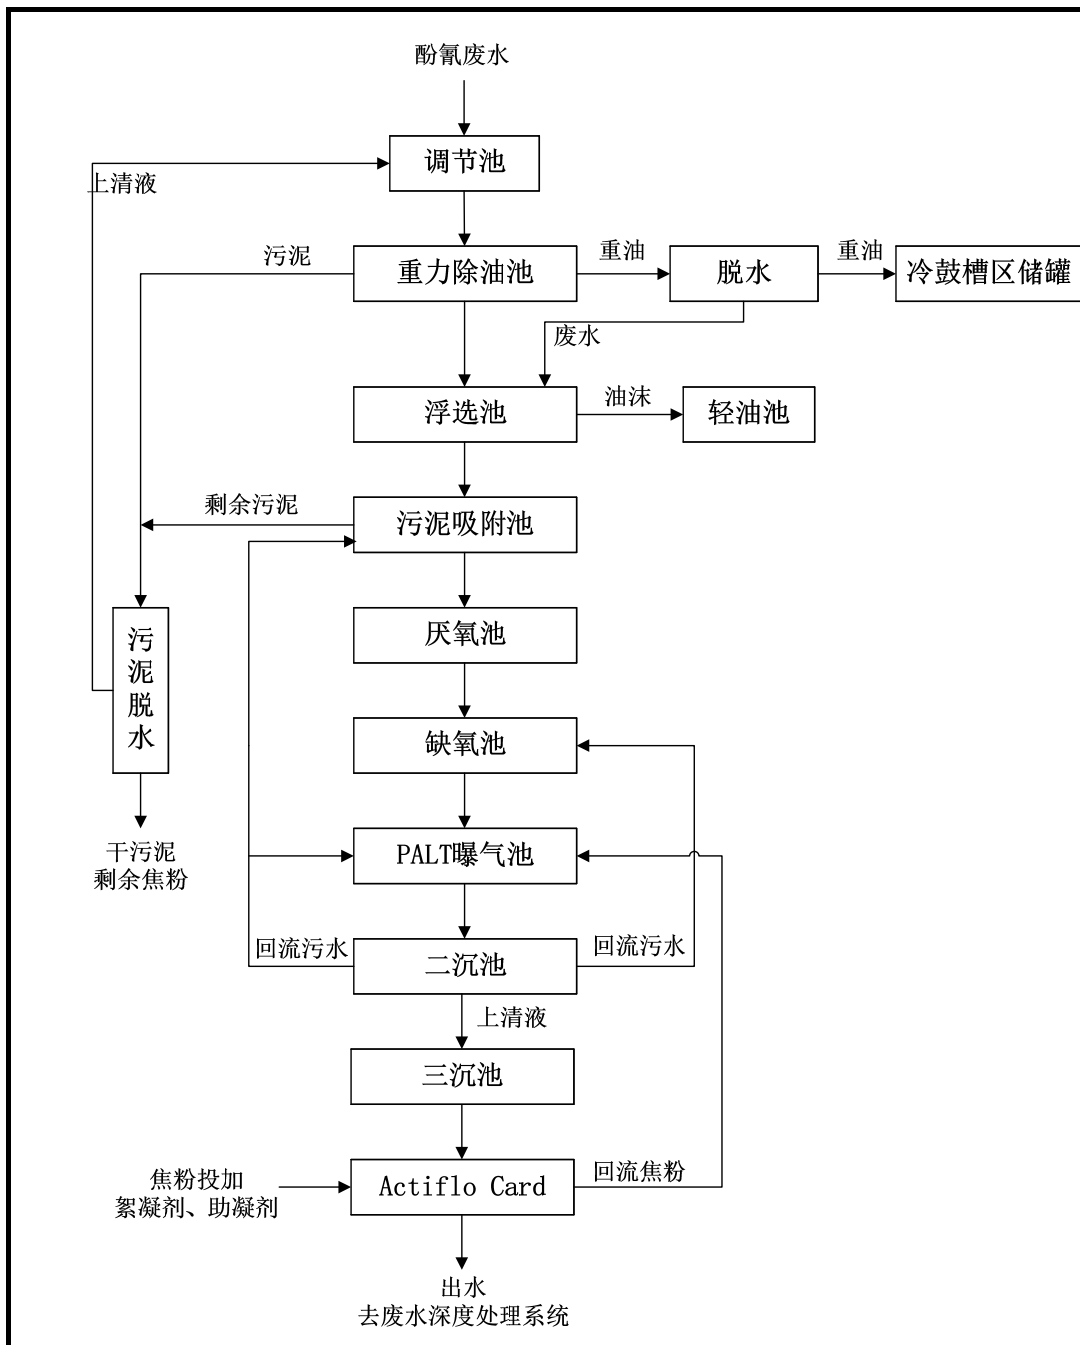 酚氰废水
调节池
上清液
污泥
重力除油池
重油
脱水
重油
冷鼓槽区储罐
废水
浮选池
油沫
轻油池
剩余污泥
污泥吸附池
厌氧池
污泥脱水
缺氧池
干污泥
剩余焦粉
PALT曝气池
回流污水
二沉池
回流污水
上清液
三沉池
焦粉投加
絮凝剂、助凝剂
Actiflo Card
回流焦粉
出水
去废水深度处理系统